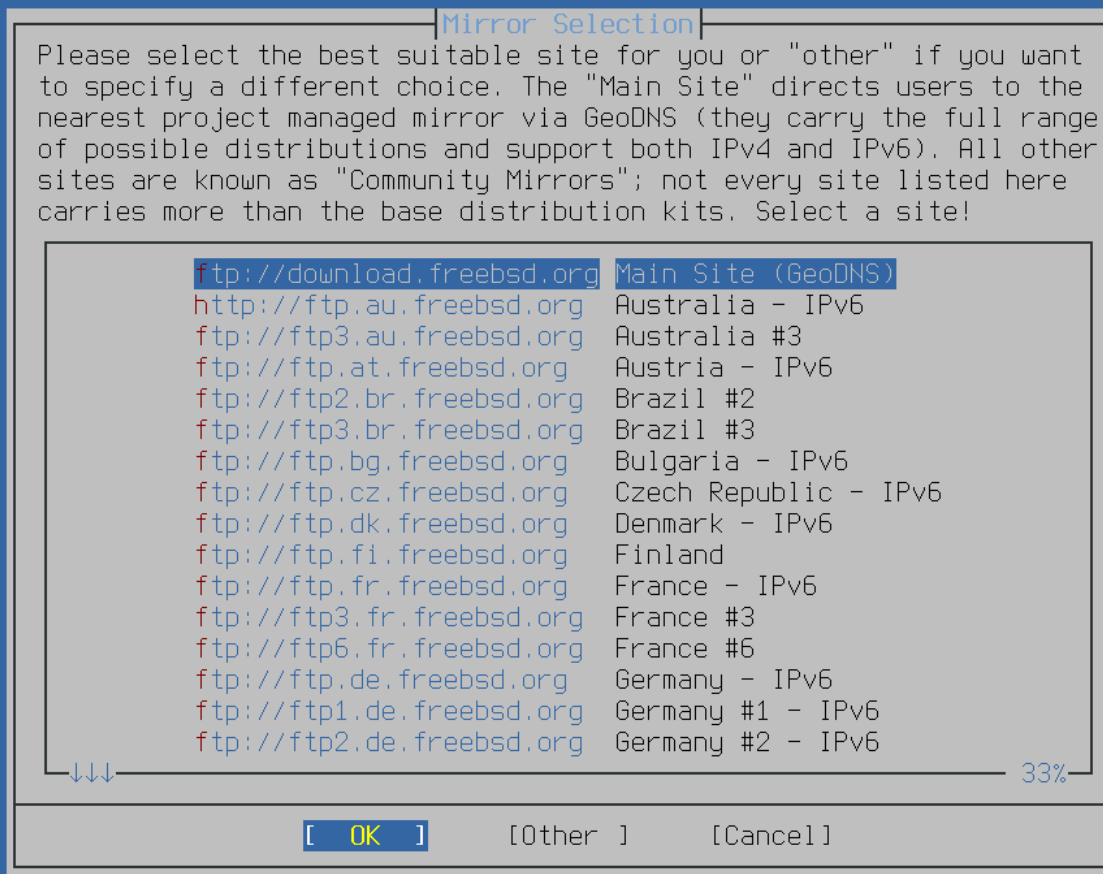 Mirror Selection
Please select the best suitable site for you or "other" if you want
to specify a different choice. The "Main Site" directs users to the
nearest project managed mirror via GeoDNS (they carry the full range
of possible distributions and support both IPv4 and IPv6). All other
sites are known as "Community Mirrors"; not every site listed here
carries more than the base distribution kits. Select a site!
ftp://download.freebsd.org Main Site (GeoDNS)
http://ftp.au.freebsd.org Australia - IPv6
ftp://ftp3.au.freebsd.org Australia #3
ftp://ftp.at.freebsd.org Austria - IPv6
ftp://ftp2.br.freebsd.org Brazil #2
ftp://ftp3.br.freebsd.org Brazil #3
ftp://ftp.bg.freebsd.org Bulgaria - IPv6
ftp://ftp.cz.freebsd.org Czech Republic - IPv6
ftp://ftp.dk.freebsd.org Denmark - IPv6
ftp://ftp.fi.freebsd.org Finland
ftp://ftp.fr.freebsd.org France - IPv6
ftp://ftp3.fr.freebsd.org France #3
ftp://ftp6.fr.freebsd.org France #6
ftp://ftp.de.freebsd.org Germany - IPv6
ftp://ftp1.de.freebsd.org Germany #1 - IPv6
ftp://ftp2.de.freebsd.org Germany #2 - IPv6
↓↓↓ 33%
[ OK ] [Other ] [Cancel]